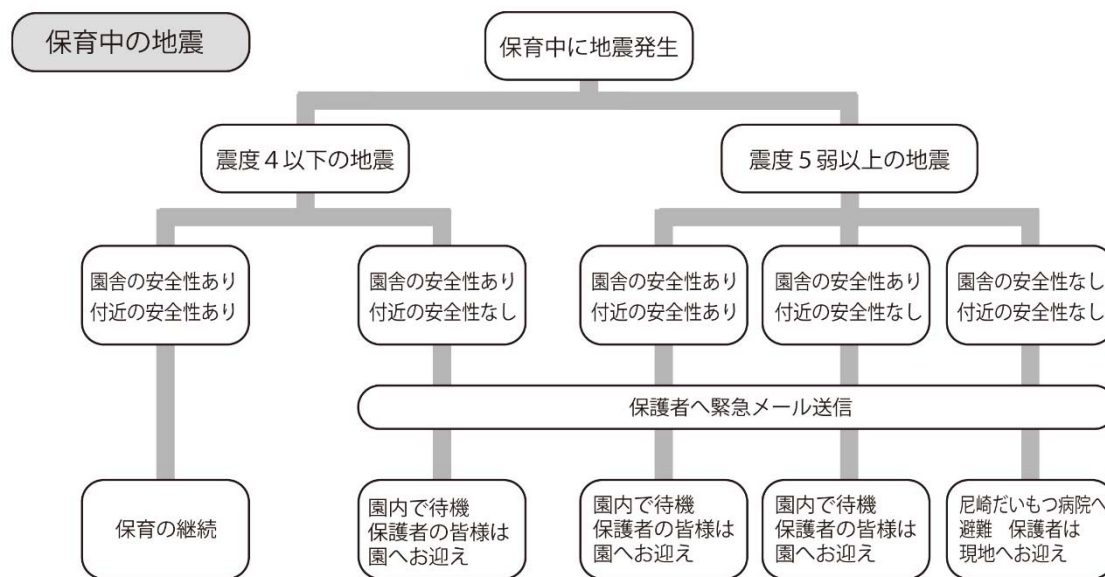 保育中の地震
保育中に地震発生
震度４以下の地震
震度５弱以上の地震
園舎の安全性あり
付近の安全性あり
園舎の安全性あり
付近の安全性なし
園舎の安全性あり
付近の安全性あり
園舎の安全性あり
付近の安全性なし
園舎の安全性なし
付近の安全性なし
保護者へ緊急メール送信
保育の継続
園内で待機
保護者の皆様は
園へお迎え
園内で待機
保護者の皆様は
園へお迎え
園内で待機
保護者の皆様は
園へお迎え
尼崎だいもつ病院へ
避難　保護者は
現地へお迎え